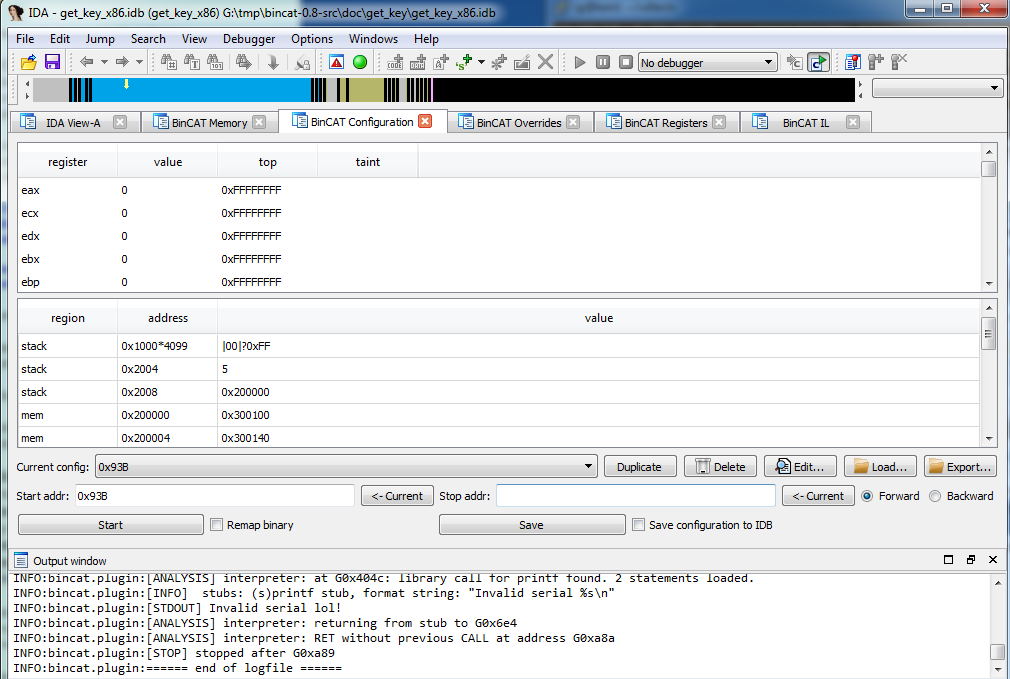 IDA - get_key_x86.idb (get_key_x86) G:\tmp\bincat-0.8-src\doc\get_key\get_key_x86.idb
File Edit Jump Search View Debugger Options Windows Help
No debugger
IDA View-A BinCAT Memory BinCAT Configuration BinCAT Overrides BinCAT Registers BinCAT IL
register value top taint
eax 0 0xFFFFFFFF
ecx 0 0xFFFFFFFF
edx 0 0xFFFFFFFF
ebx 0 0xFFFFFFFF
ebp 0 0xFFFFFFFF
region address value
stack 0x1000*4099 |00|?0xFF
stack 0x2004 5
stack 0x2008 0x200000
mem 0x200000 0x300100
mem 0x200004 0x300140
Current config: 0x93B Duplicate Delete Edit... Load... Export...
Start addr: 0x93B <- Current Stop addr: <- Current Forward Backward
Start Remap binary Save Save configuration to IDB
Output window
INFO:bincat.plugin:[ANALYSIS] interpreter: at G0x404c: library call for printf found. 2 statements loaded.
INFO:bincat.plugin:[INFO]  stubs: (s)printf stub, format string: "Invalid serial %s\n"
INFO:bincat.plugin:[STDOUT] Invalid serial lol!
INFO:bincat.plugin:[ANALYSIS] interpreter: returning from stub to G0x6e4
INFO:bincat.plugin:[ANALYSIS] interpreter: RET without previous CALL at address G0xa8a
INFO:bincat.plugin:[STOP] stopped after G0xa89
INFO:bincat.plugin:====== end of logfile ======